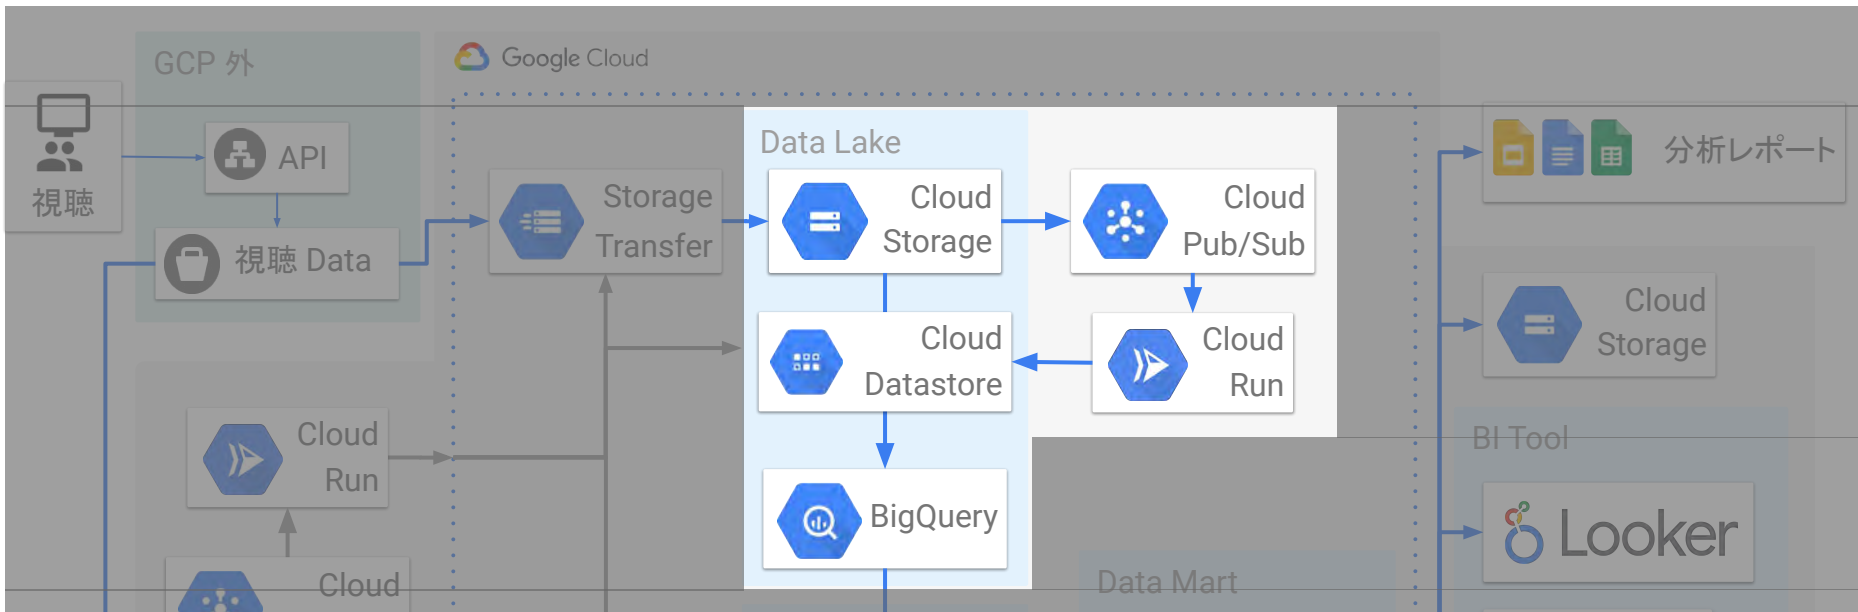 GCP 外
Google Cloud
視聴
API
視聴 Data
Storage
Transfer
Data Lake
Cloud
Storage
Cloud
Pub/Sub
Cloud
Datastore
Cloud
Run
BigQuery
Cloud
Run
Cloud
分析レポート
Cloud
Storage
BI Tool
Looker
Data Mart